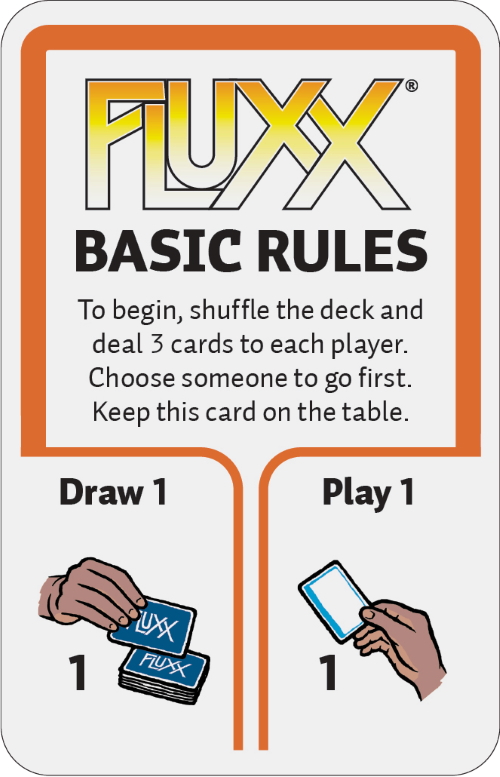 FLUXX®
BASIC RULES
To begin, shuffle the deck and
deal 3 cards to each player.
Choose someone to go first.
Keep this card on the table.
Draw 1
Play 1
FLUXX
FLUXX
1
1